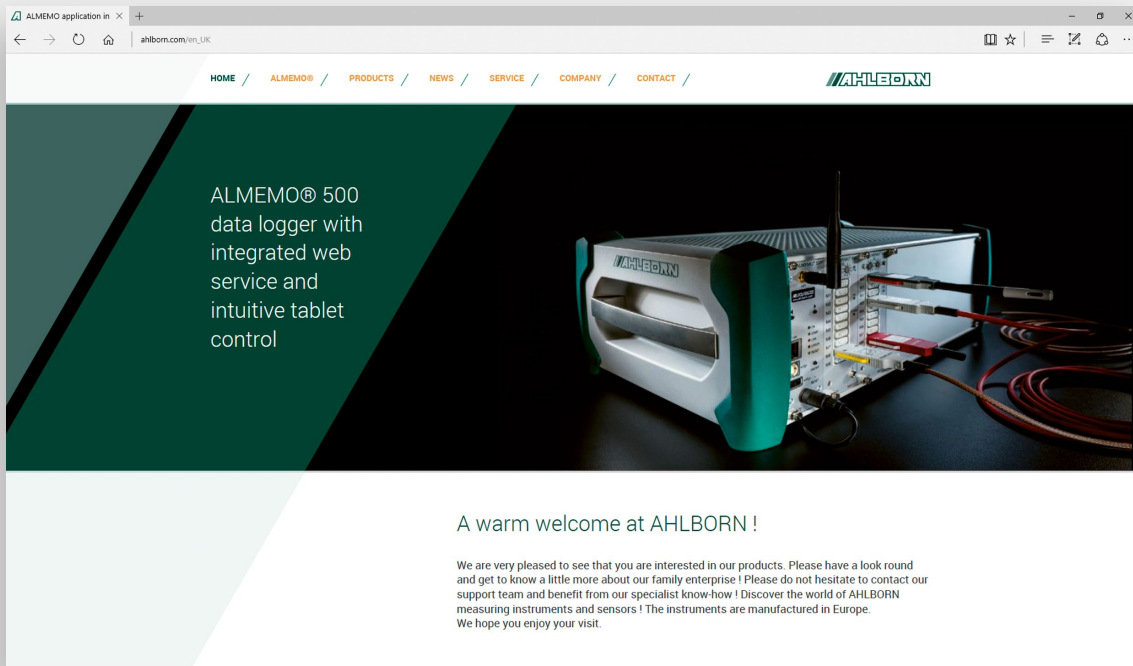 ALMEMO application in
ahlborn.com/en_UK
HOME / ALMEMO® / PRODUCTS / NEWS / SERVICE / COMPANY / CONTACT /
AHLBORN
ALMEMO® 500
data logger with
integrated web
service and
intuitive tablet
control
AHLBORN
A warm welcome at AHLBORN !
We are very pleased to see that you are interested in our products. Please have a look round
and get to know a little more about our family enterprise ! Please do not hesitate to contact our
support team and benefit from our specialist know-how ! Discover the world of AHLBORN
measuring instruments and sensors ! The instruments are manufactured in Europe.
We hope you enjoy your visit.